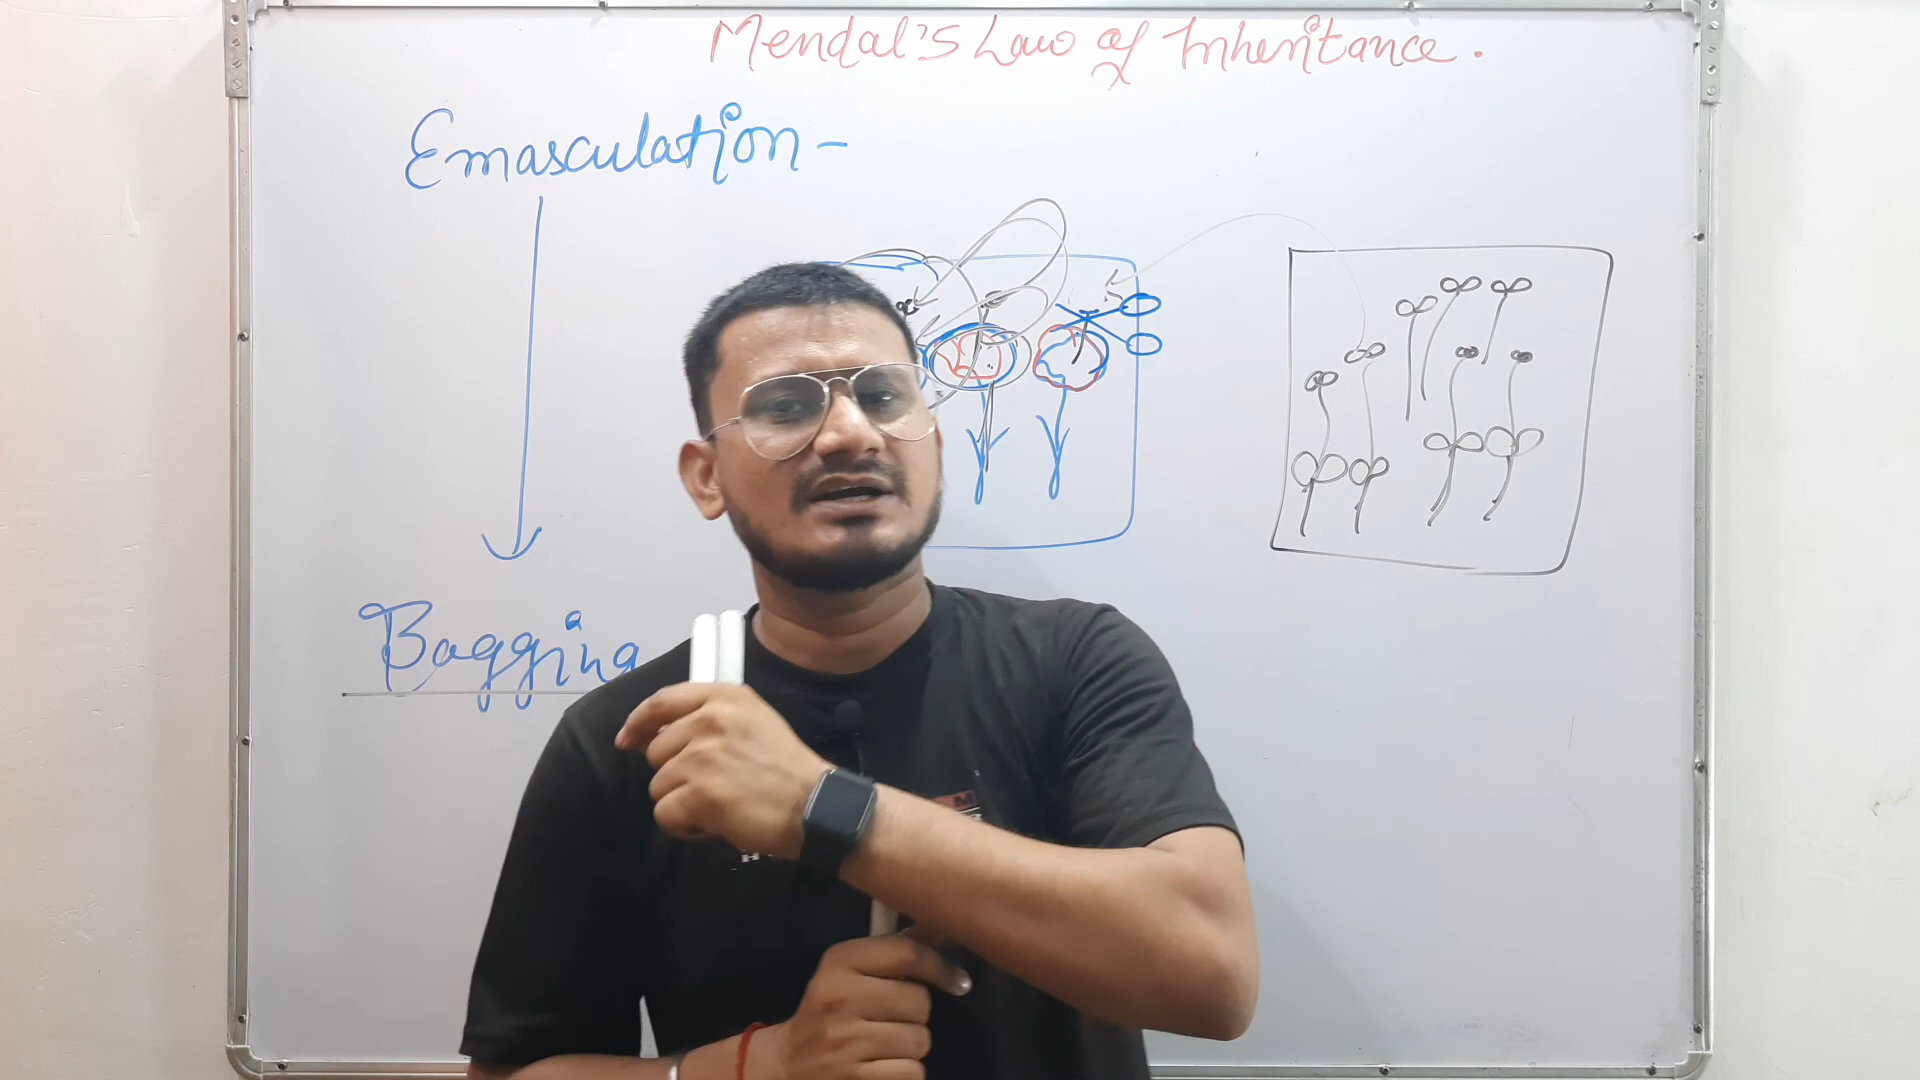 Mendal's Law of Inheritance.
Emasculation -
Bagging